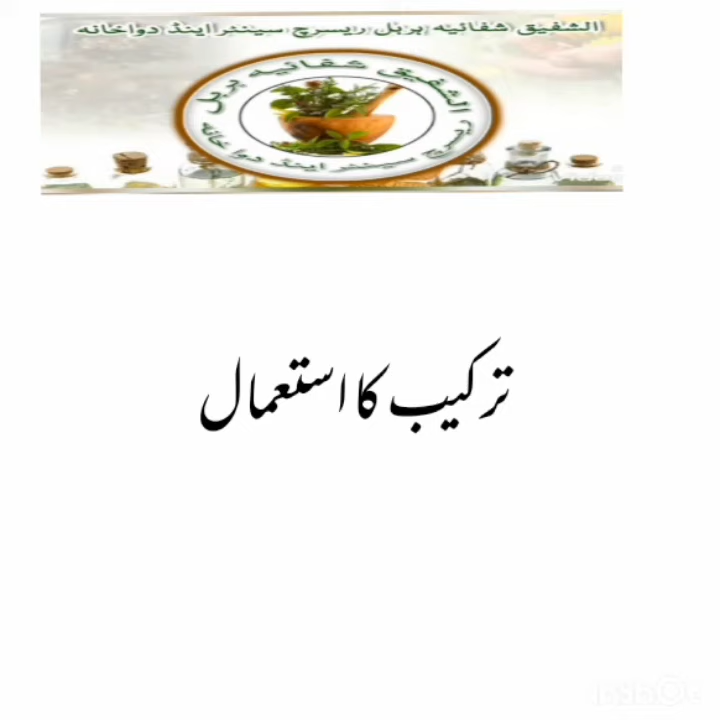 الشفیق شفائیہ ہربل ریسرچ سینٹر اینڈ دواخانہ
الشفیق شفائیہ ہربل
ریسرچ سینٹر اینڈ دواخانہ
ترکیب کا استعمال